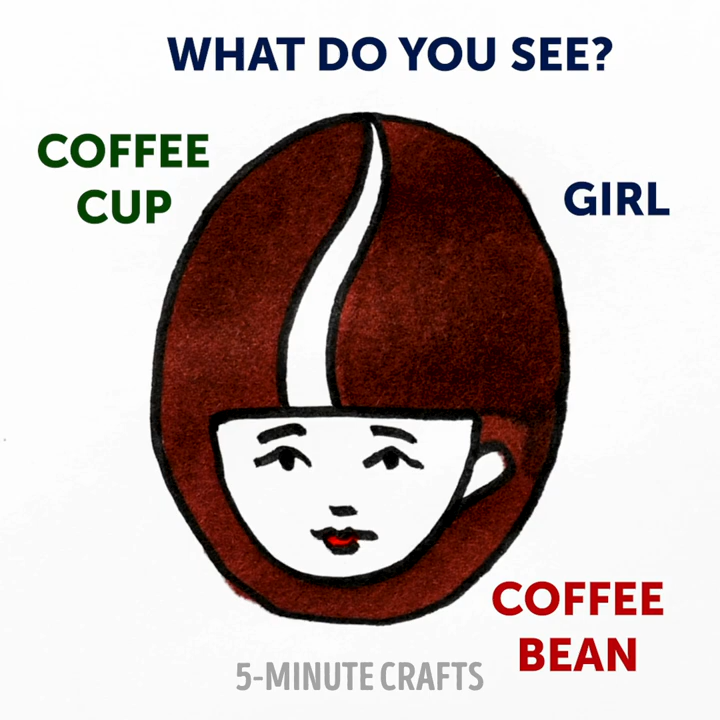 WHAT DO YOU SEE?
COFFEE
CUP
GIRL
COFFEE
BEAN
5-MINUTE CRAFTS